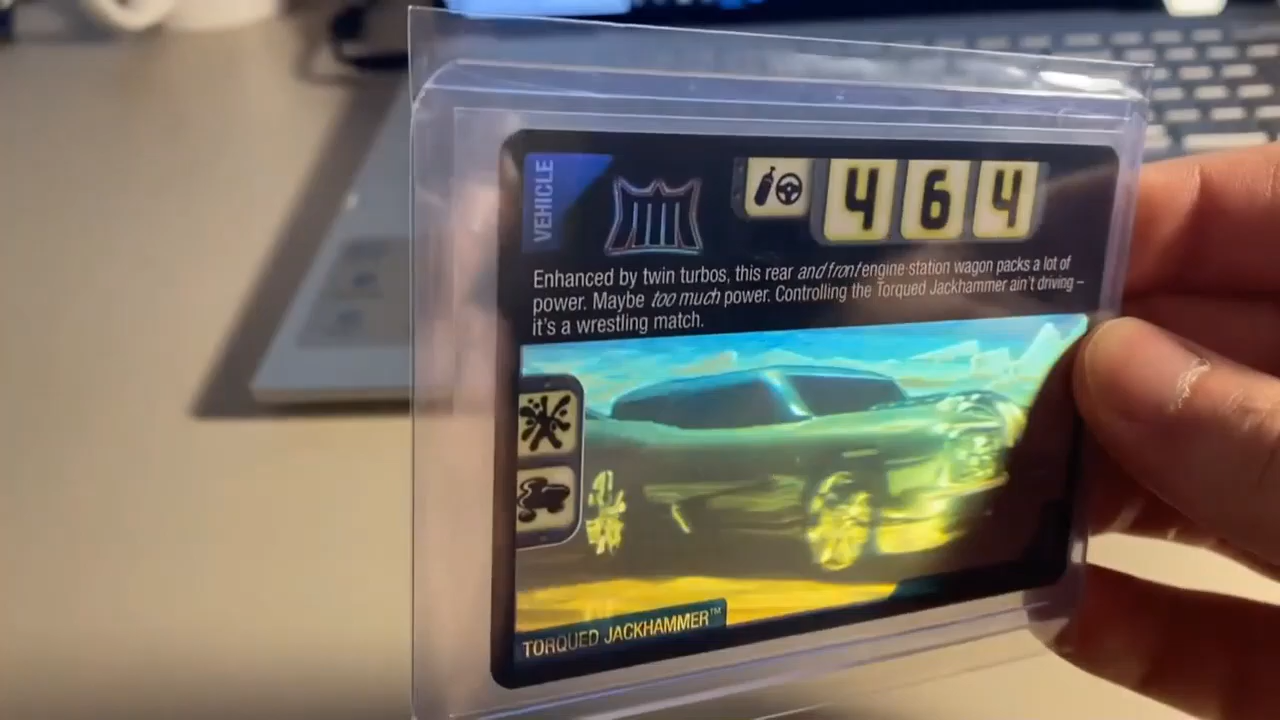 VEHICLE
4 6 4
Enhanced by twin turbos, this rear and front engine station wagon packs a lot of
power. Maybe too much power. Controlling the Torqued Jackhammer ain't driving –
it's a wrestling match.
TORQUED JACKHAMMER™